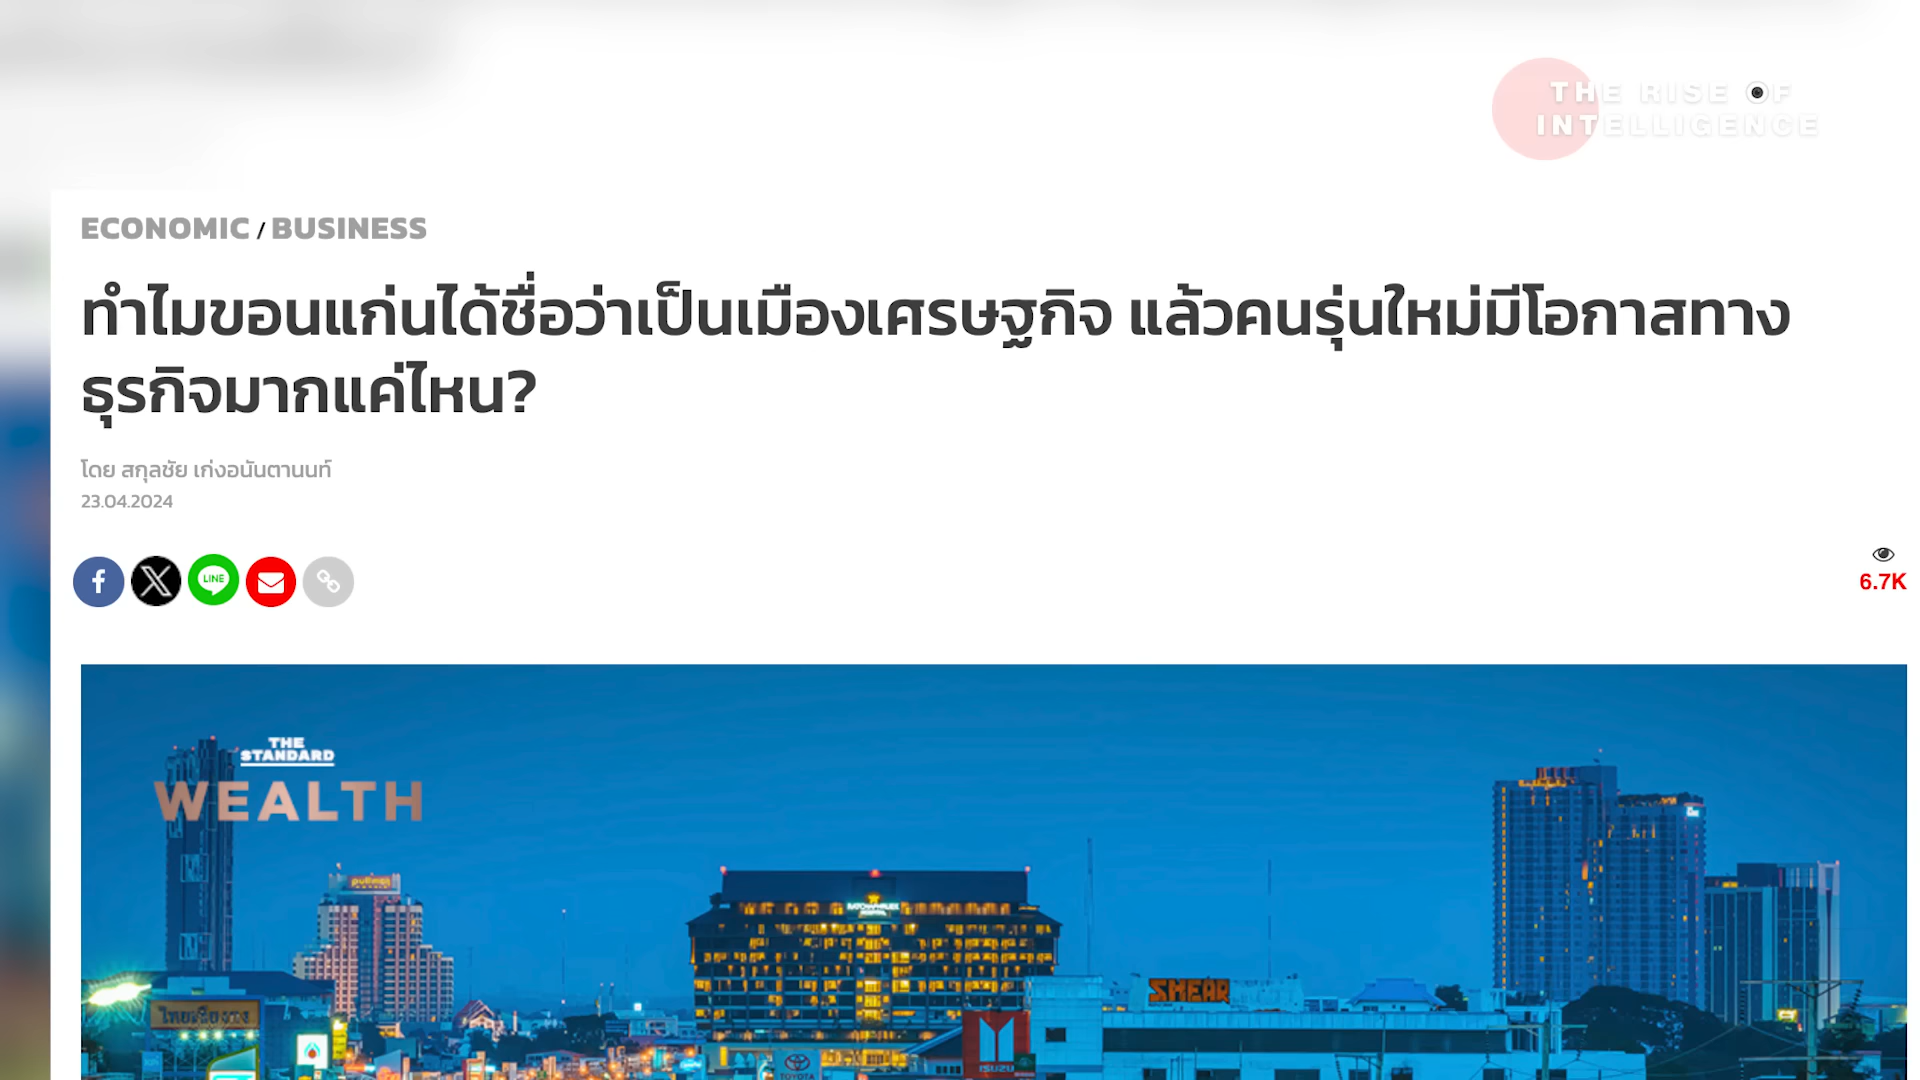 THE RISE OF
INTELLIGENCE
ECONOMIC / BUSINESS
ทำไมขอนแก่นได้ชื่อว่าเป็นเมืองเศรษฐกิจ แล้วคนรุ่นใหม่มีโอกาสทาง
ธุรกิจมากแค่ไหน?
โดย สกุลชัย เก่งอนันตานนท์
23.04.2024
LINE
6.7K
THE
STANDARD
WEALTH
RATCHAPHRUEK
HOSPITAL
SMEAR
ISUZU
TOYOTA